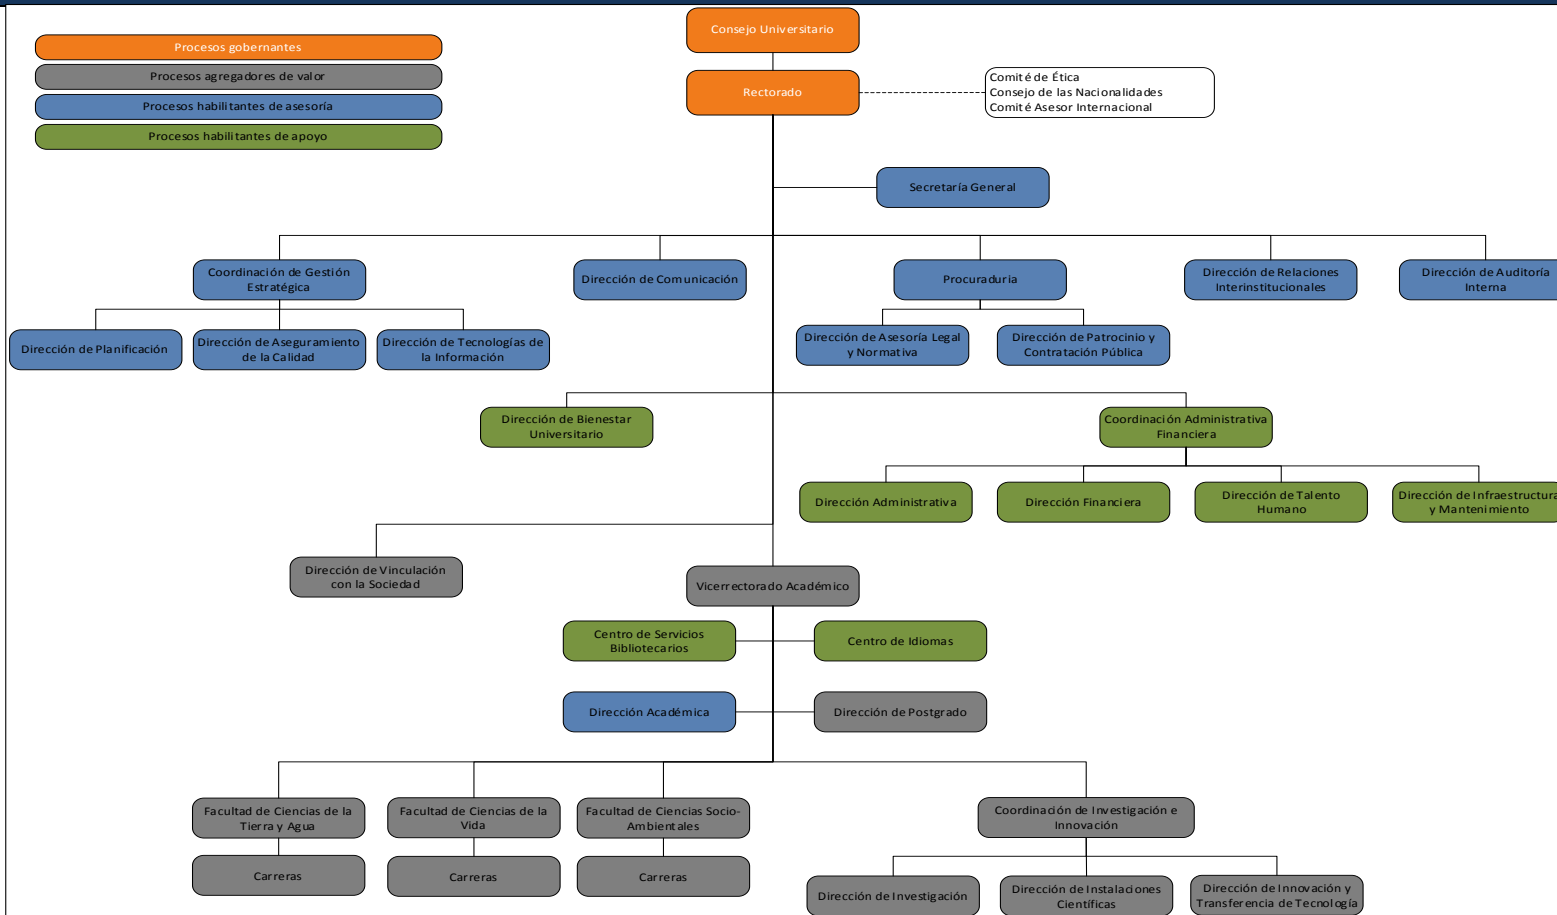 Consejo Universitario
Procesos gobernantes
Procesos agregadores de valor
Procesos habilitantes de asesoría
Procesos habilitantes de apoyo
Rectorado
Comité de Ética
Consejo de las Nacionalidades
Comité Asesor Internacional
Secretaría General
Coordinación de Gestión
Estratégica
Dirección de Comunicación
Procuraduria
Dirección de Relaciones
Interinstitucionales
Dirección de Auditoría
Interna
Dirección de Planificación
Dirección de Aseguramiento
de la Calidad
Dirección de Tecnologías de
la Información
Dirección de Asesoría Legal
y Normativa
Dirección de Patrocinio y
Contratación Pública
Dirección de Bienestar
Universitario
Coordinación Administrativa
Financiera
Dirección Administrativa
Dirección Financiera
Dirección de Talento
Humano
Dirección de Infraestructura
y Mantenimiento
Dirección de Vinculación
con la Sociedad
Vicerrectorado Académico
Centro de Servicios
Bibliotecarios
Centro de Idiomas
Dirección Académica
Dirección de Postgrado
Facultad de Ciencias de la
Tierra y Agua
Facultad de Ciencias de la
Vida
Facultad de Ciencias Socio-
Ambientales
Coordinación de Investigación e
Innovación
Carreras
Carreras
Carreras
Dirección de Investigación
Dirección de Instalaciones
Científicas
Dirección de Innovación y
Transferencia de Tecnología